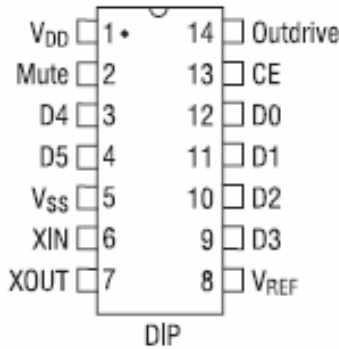 VDD 1 14 Outdrive
Mute 2 13 CE
D4 3 12 D0
D5 4 11 D1
VSS 5 10 D2
XIN 6 9 D3
XOUT 7 8 VREF
DIP